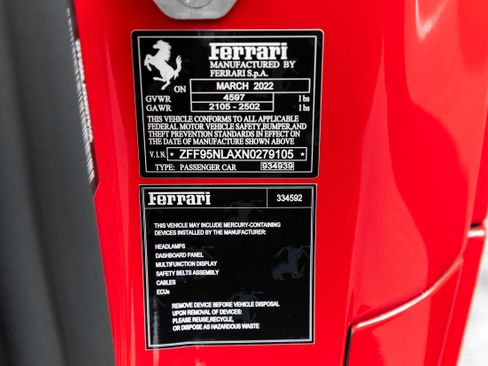 Ferrari
MANUFACTURED BY
FERRARI S.p.A.
ON MARCH 2022
GVWR 4597 lbs
GAWR 2105 - 2502 lbs
THIS VEHICLE CONFORMS TO ALL APPLICABLE
FEDERAL MOTOR VEHICLE SAFETY, BUMPER, AND
THEFT PREVENTION STANDARDS IN EFFECT ON
THE DATE OF MANUFACTURE SHOWN ABOVE
V.I.N. * ZFF95NLAXN0279105 *
TYPE: PASSENGER CAR 934939
Ferrari 334592
THIS VEHICLE MAY INCLUDE MERCURY-CONTAINING
DEVICES INSTALLED BY THE MANUFACTURER:
HEADLAMPS
DASHBOARD PANEL
MULTIFUNCTION DISPLAY
SAFETY BELTS ASSEMBLY
CABLES
ECUs
REMOVE DEVICE BEFORE VEHICLE DISPOSAL
UPON REMOVAL OF DEVICES:
PLEASE REUSE,RECYCLE,
OR DISPOSE AS HAZARDOUS WASTE